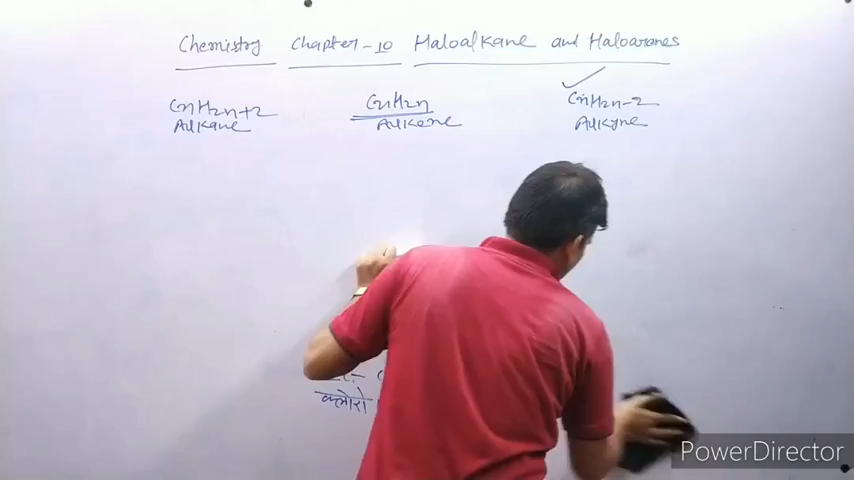 Chemistry Chapter-10 Haloalkane and Haloarenes
CnH2n+2 CnH2n CnH2n-2
Alkane Alkene Alkyne
क्लोरो
PowerDirector